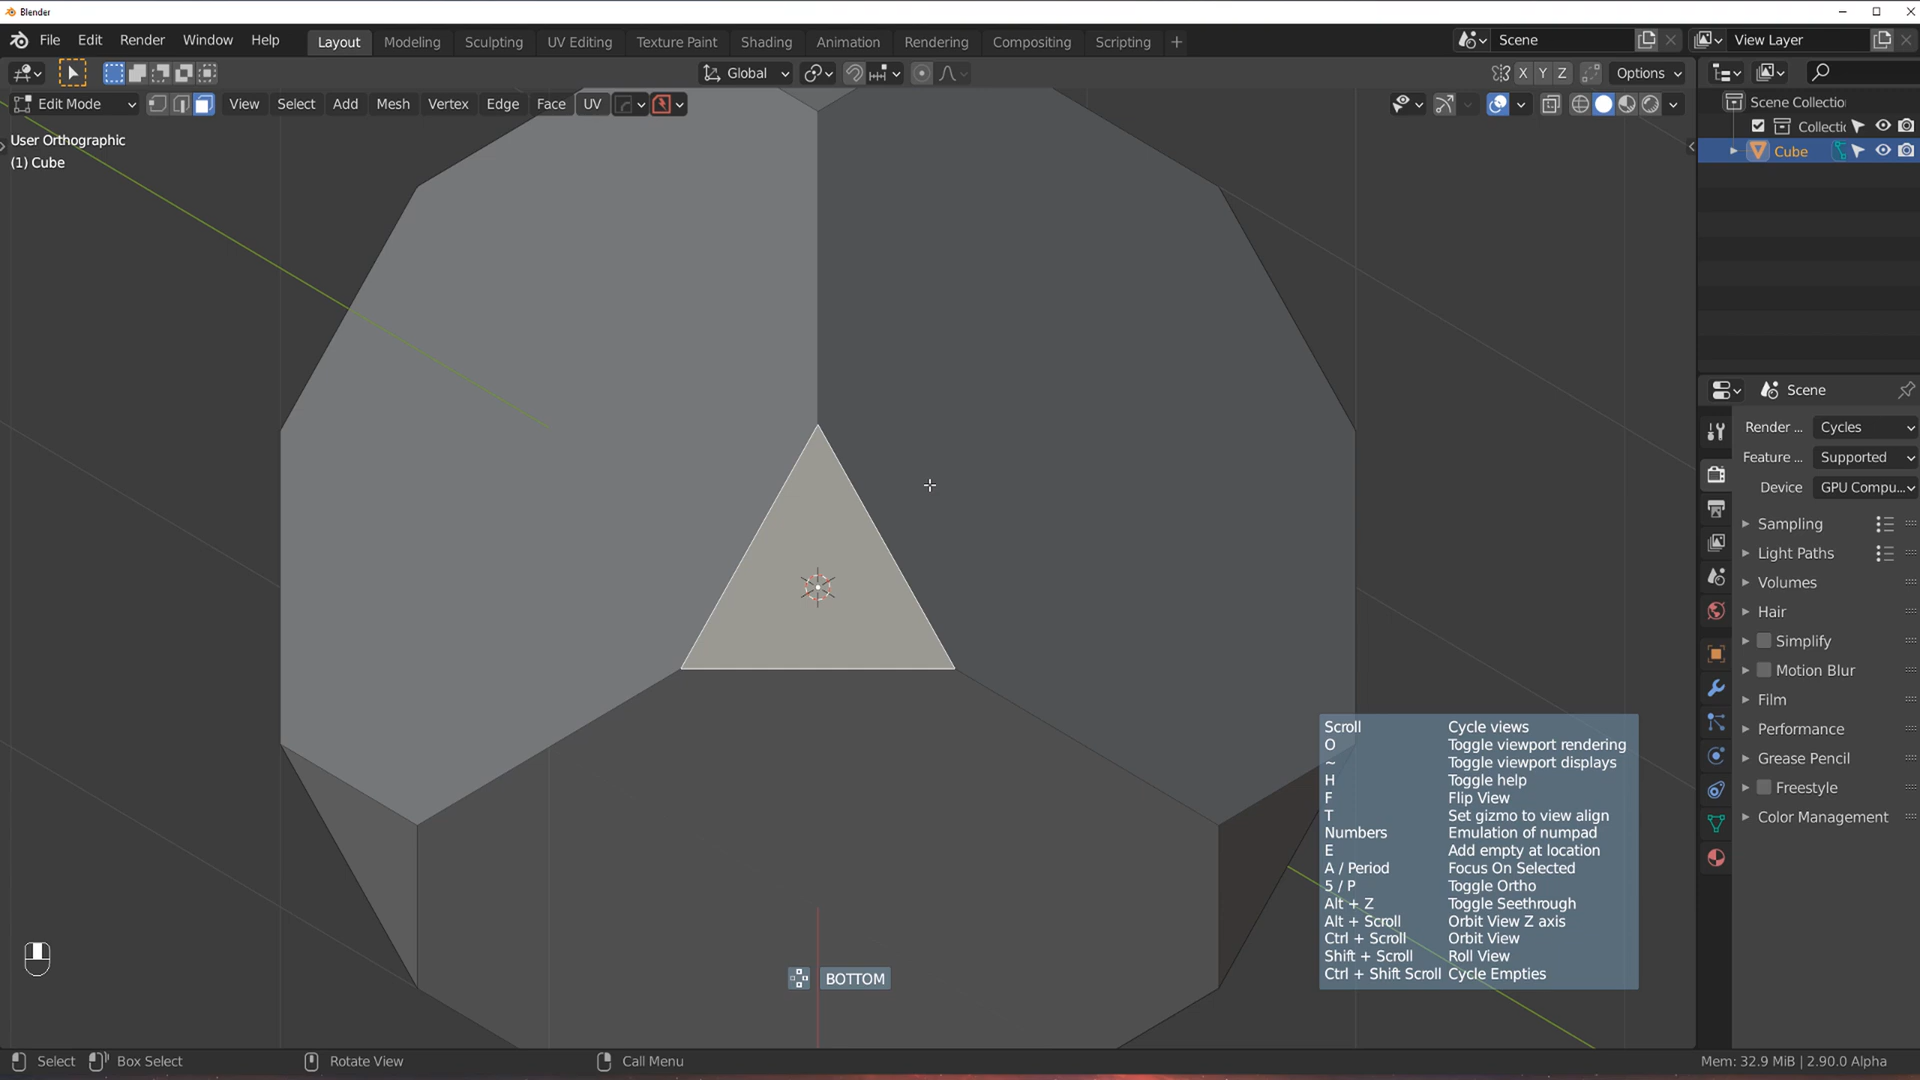 Blender
File Edit Render Window Help Layout Modeling Sculpting UV Editing Texture Paint Shading Animation Rendering Compositing Scripting + Scene View Layer
Global X Y Z Options
Edit Mode View Select Add Mesh Vertex Edge Face UV
Scene Collectio
Collectic
Cube
User Orthographic
(1) Cube
Scene
Render ... Cycles
Feature ... Supported
Device GPU Compu...
Sampling
Light Paths
Volumes
Hair
Simplify
Motion Blur
Film
Performance
Grease Pencil
Freestyle
Color Management
Scroll Cycle views
O Toggle viewport rendering
~ Toggle viewport displays
H Toggle help
F Flip View
T Set gizmo to view align
Numbers Emulation of numpad
E Add empty at location
A / Period Focus On Selected
5 / P Toggle Ortho
Alt + Z Toggle Seethrough
Alt + Scroll Orbit View Z axis
Ctrl + Scroll Orbit View
Shift + Scroll Roll View
Ctrl + Shift Scroll Cycle Empties
BOTTOM
Select Box Select Rotate View Call Menu Mem: 32.9 MiB | 2.90.0 Alpha